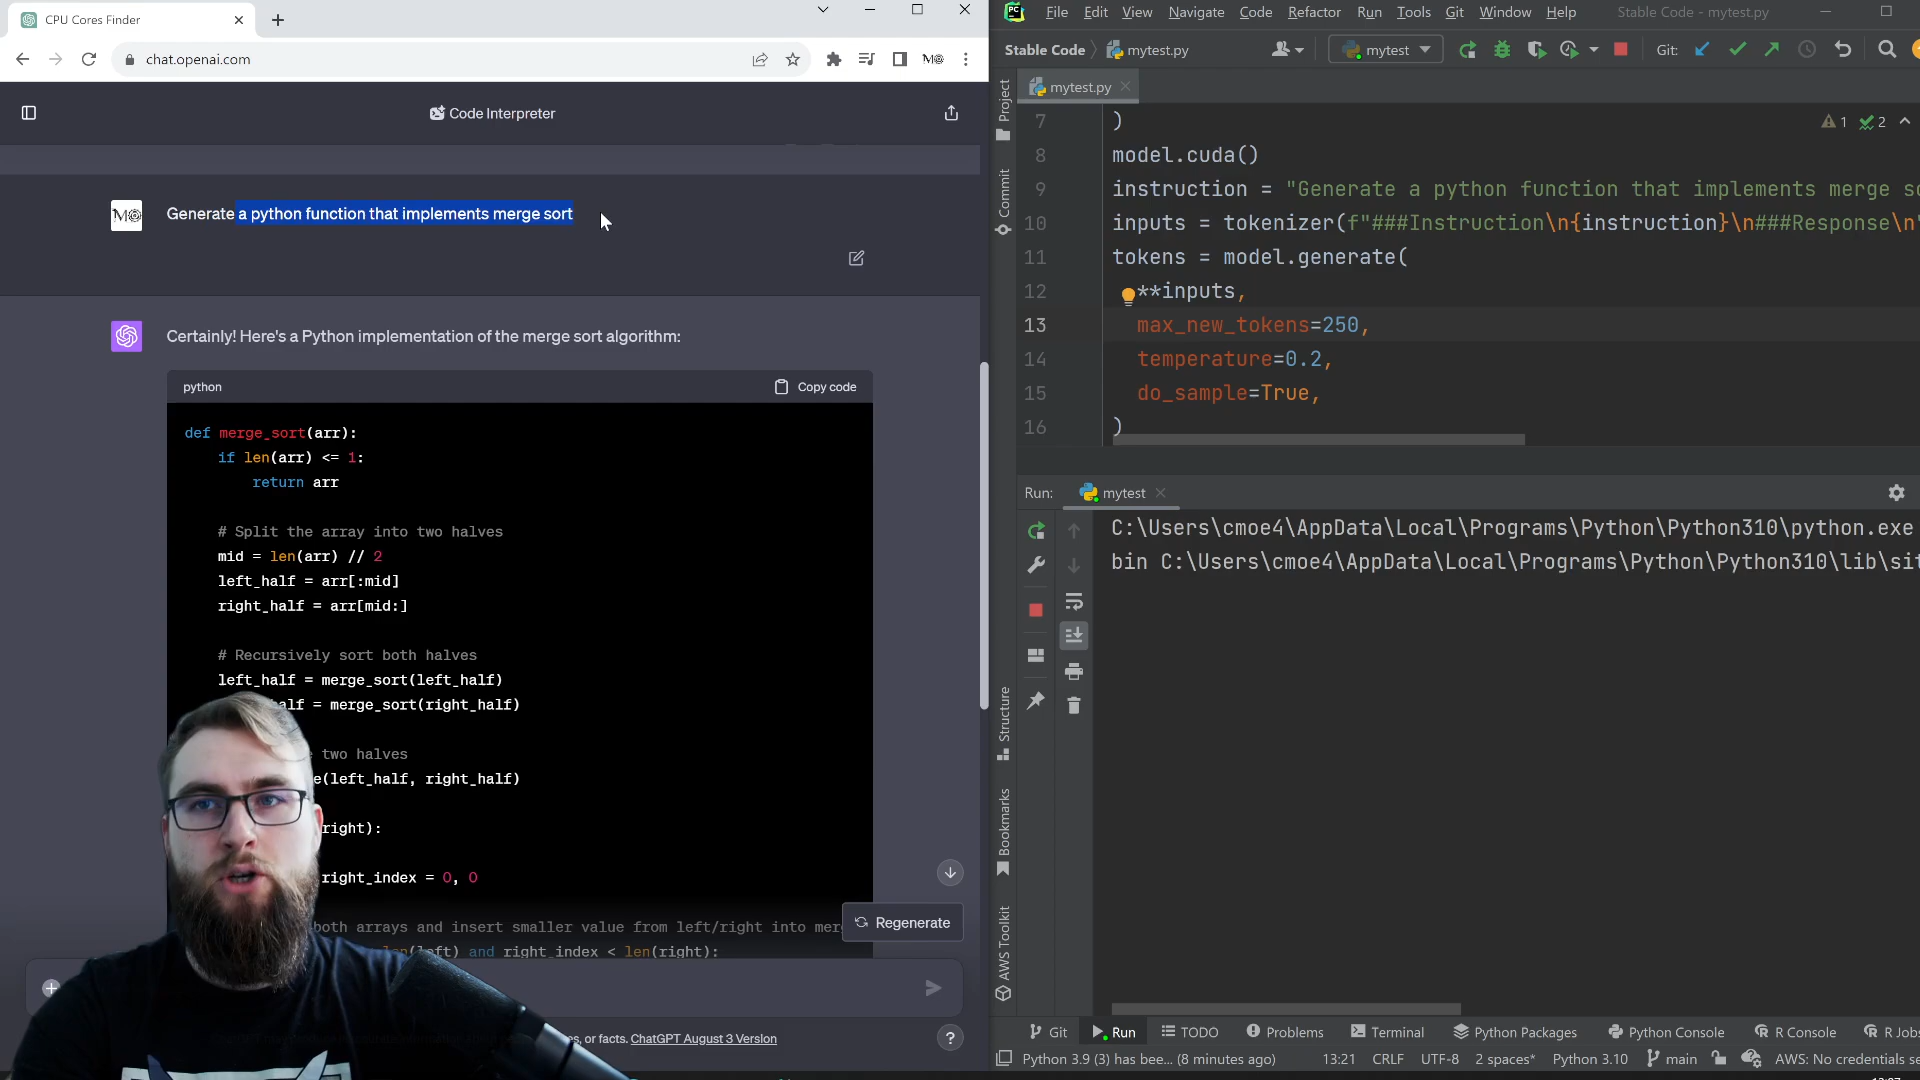 CPU Cores Finder
chat.openai.com
Code Interpreter
Generate a python function that implements merge sort
Certainly! Here's a Python implementation of the merge sort algorithm:
python
Copy code
def merge_sort(arr):
if len(arr) <= 1:
return arr
# Split the array into two halves
mid = len(arr) // 2
left_half = arr[:mid]
right_half = arr[mid:]
# Recursively sort both halves
left_half = merge_sort(left_half)
half = merge_sort(right_half)
two halves
(left_half, right_half)
right):
right_index = 0, 0
both arrays and insert smaller value from left/right into
and right_index < len(right):
Regenerate
or facts. ChatGPT August 3 Version
?
PC File Edit View Navigate Code Refactor Run Tools Git Window Help Stable Code - mytest.py
Stable Code mytest.py mytest Git:
mytest.py
1 2
7 )
8 model.cuda()
9 instruction = "Generate a python function that implements merge
10 inputs = tokenizer(f"###Instruction\n{instruction}\n###Response\n"
11 tokens = model.generate(
12 **inputs,
13 max_new_tokens=250,
14 temperature=0.2,
15 do_sample=True,
16 )
Run: mytest
C:\Users\cmoe4\AppData\Local\Programs\Python\Python310\python.exe
bin C:\Users\cmoe4\AppData\Local\Programs\Python\Python310\lib\sit
Project
Commit
Structure
Bookmarks
AWS Toolkit
Git Run TODO Problems Terminal Python Packages Python Console R Console R Jobs
Python 3.9 (3) has bee... (8 minutes ago) 13:21 CRLF UTF-8 2 spaces* Python 3.10 main AWS: No credentials se